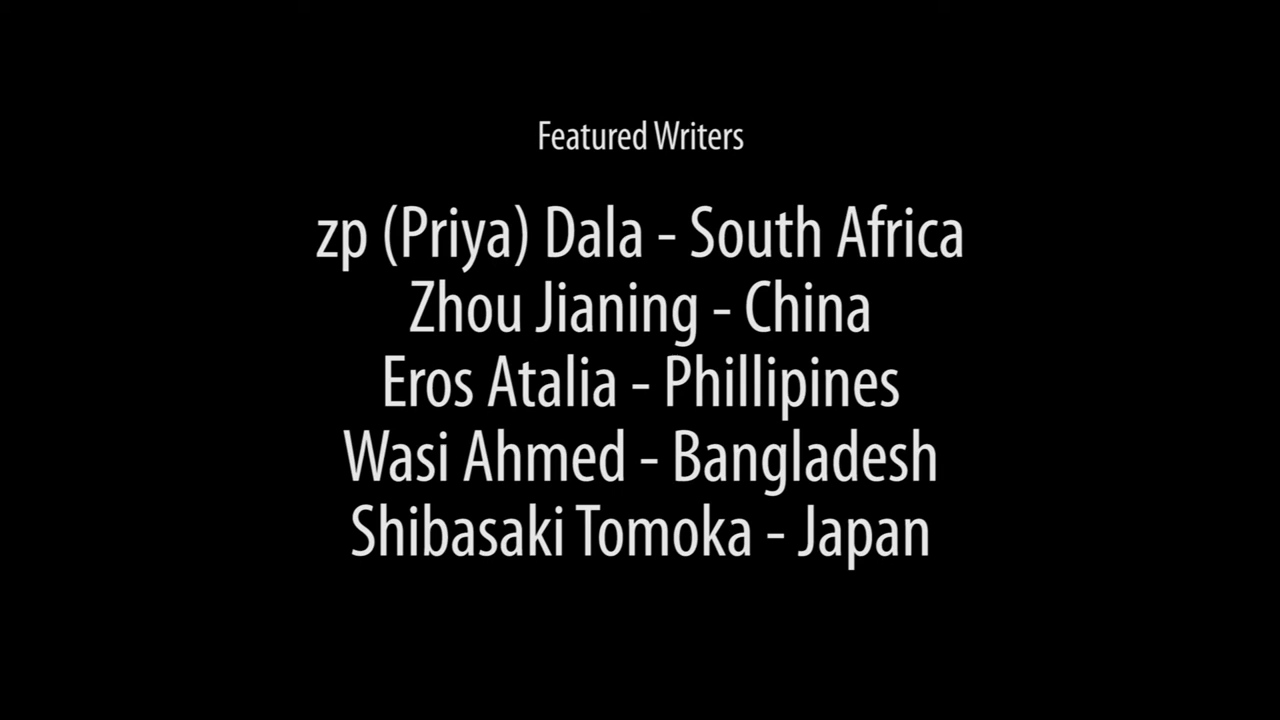 Featured Writers
zp (Priya) Dala - South Africa
Zhou Jianing - China
Eros Atalia - Phillipines
Wasi Ahmed - Bangladesh
Shibasaki Tomoka - Japan